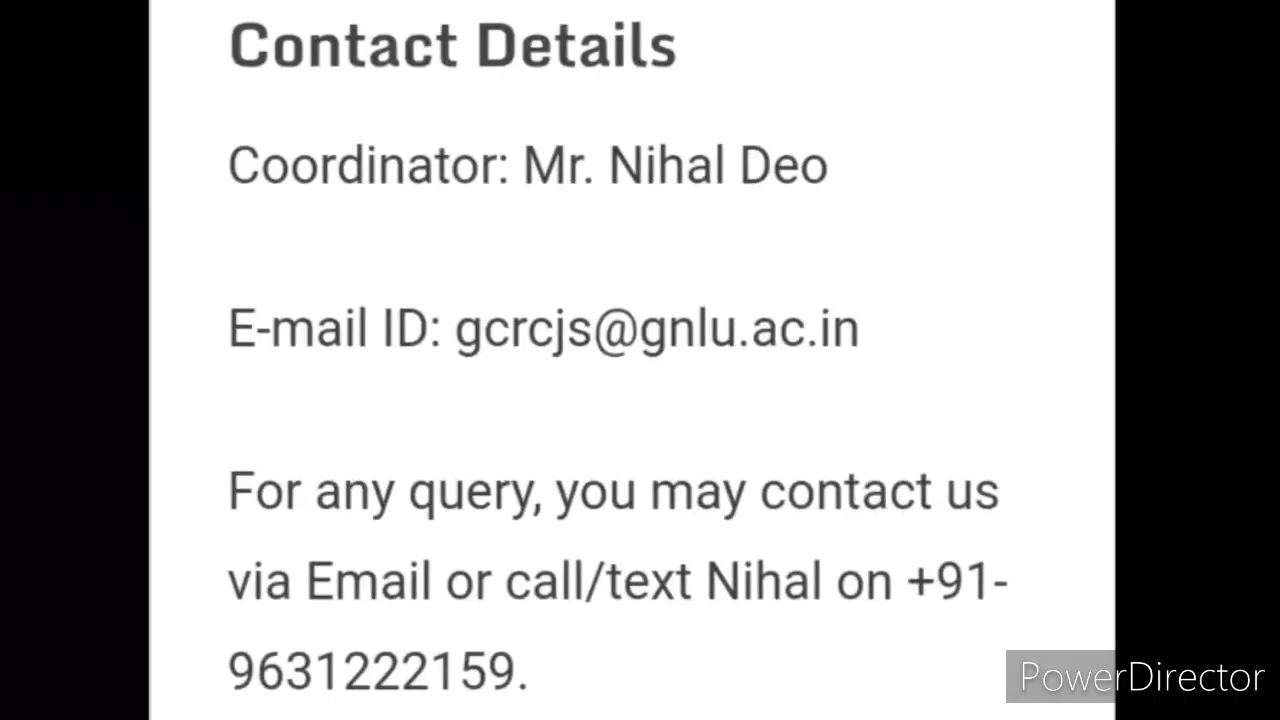 Contact Details
Coordinator: Mr. Nihal Deo
E-mail ID: gcrcjs@gnlu.ac.in
For any query, you may contact us
via Email or call/text Nihal on +91-
9631222159.
PowerDirector